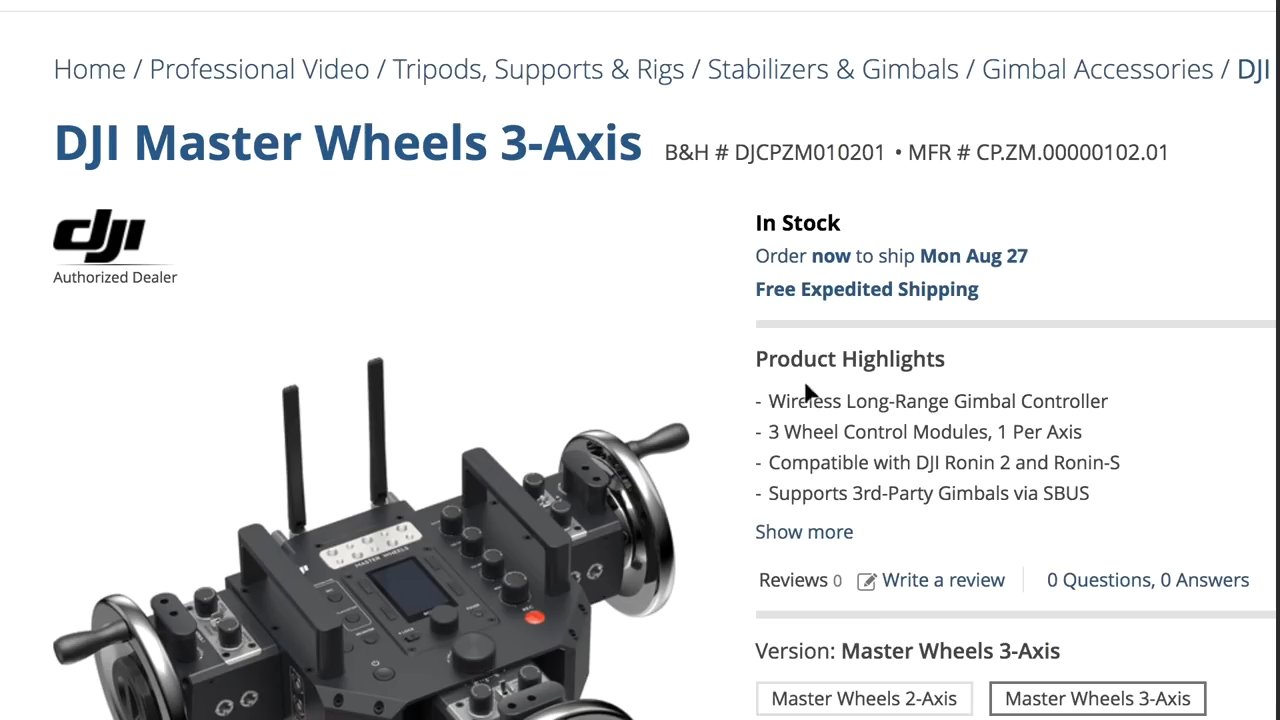 Home / Professional Video / Tripods, Supports & Rigs / Stabilizers & Gimbals / Gimbal Accessories / DJI
DJI Master Wheels 3-Axis B&H # DJCPZM010201 • MFR # CP.ZM.00000102.01
dji
Authorized Dealer
In Stock
Order now to ship Mon Aug 27
Free Expedited Shipping
Product Highlights
- Wireless Long-Range Gimbal Controller
- 3 Wheel Control Modules, 1 Per Axis
- Compatible with DJI Ronin 2 and Ronin-S
- Supports 3rd-Party Gimbals via SBUS
Show more
Reviews 0 Write a review 0 Questions, 0 Answers
MASTER WHEELS
REC
Version: Master Wheels 3-Axis
Master Wheels 2-Axis Master Wheels 3-Axis